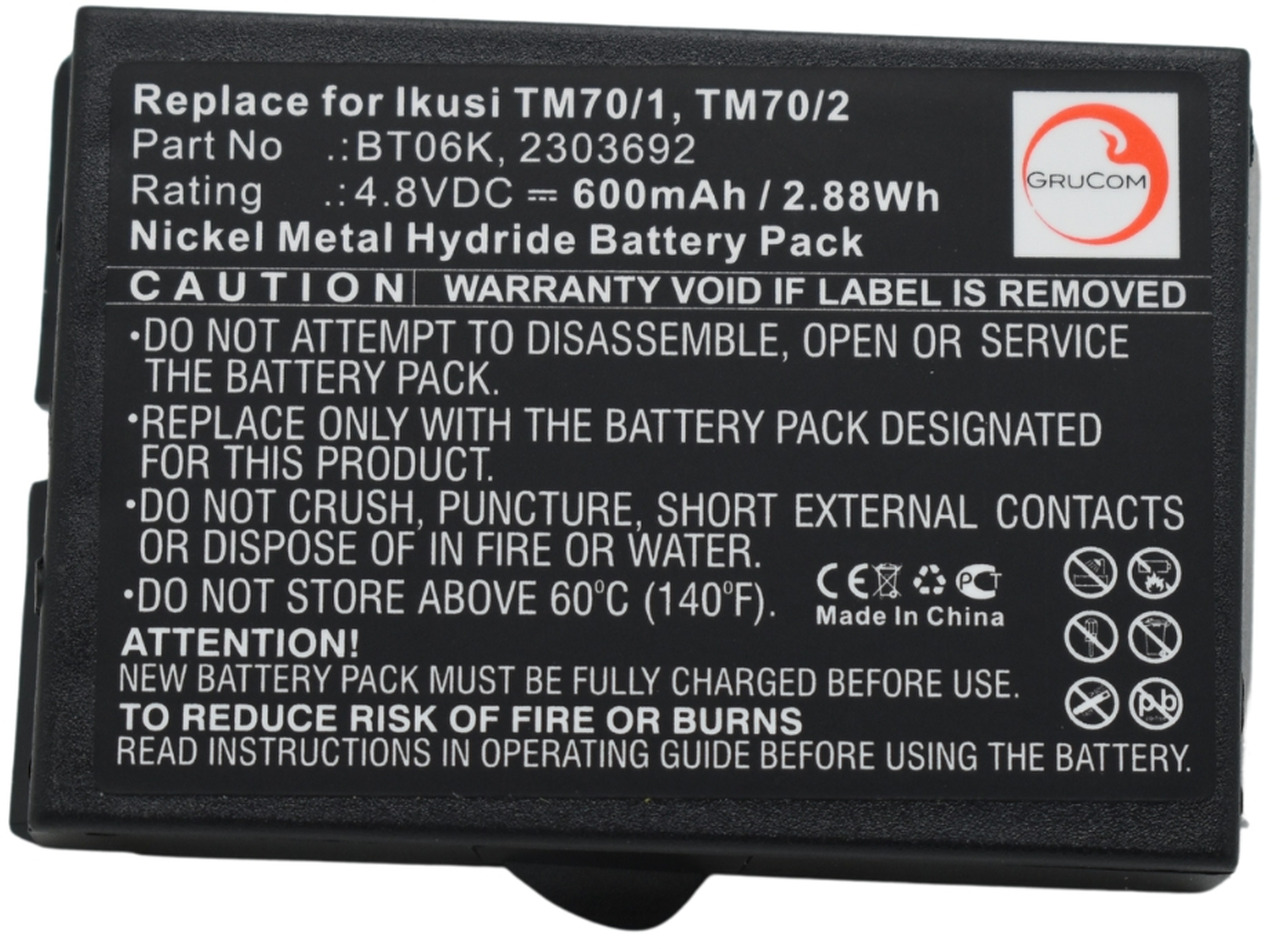 Replace for Ikusi TM70/1, TM70/2
Part No .:BT06K, 2303692
Rating .:4.8VDC ⎓ 600mAh / 2.88Wh
Nickel Metal Hydride Battery Pack
GRUCOM
CAUTION WARRANTY VOID IF LABEL IS REMOVED
•DO NOT ATTEMPT TO DISASSEMBLE, OPEN OR SERVICE
THE BATTERY PACK.
•REPLACE ONLY WITH THE BATTERY PACK DESIGNATED
FOR THIS PRODUCT.
•DO NOT CRUSH, PUNCTURE, SHORT EXTERNAL CONTACTS
OR DISPOSE OF IN FIRE OR WATER.
•DO NOT STORE ABOVE 60°C (140°F).
CE PCT
Made In China
ATTENTION!
NEW BATTERY PACK MUST BE FULLY CHARGED BEFORE USE.
TO REDUCE RISK OF FIRE OR BURNS
Pb
READ INSTRUCTIONS IN OPERATING GUIDE BEFORE USING THE BATTERY.